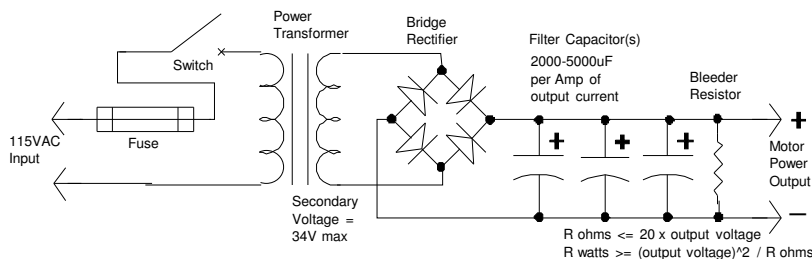 Power
Transformer
Bridge
Rectifier
Filter Capacitor(s)
2000-5000uF
per Amp of
output current
Switch
Bleeder
Resistor
115VAC
Input
Fuse
+
+
+
+
Motor
Power
Output
−
Secondary
Voltage =
34V max
R ohms <= 20 x output voltage
R watts >= (output voltage)^2 / R ohms